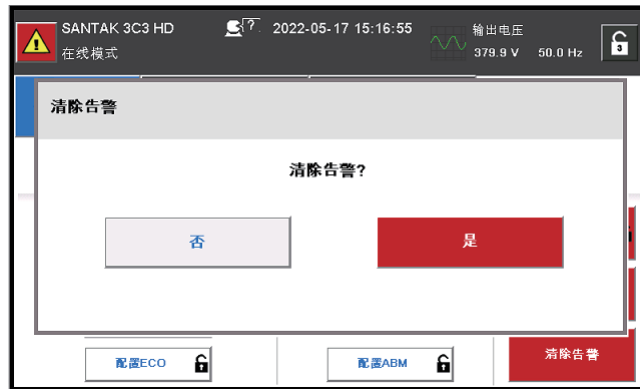 SANTAK 3C3 HD
?
2022-05-17 15:16:55
输出电压
在线模式
379.9 V 50.0 Hz
3
清除告警
清除告警?
否
是
配置ECO
配置ABM
清除告警